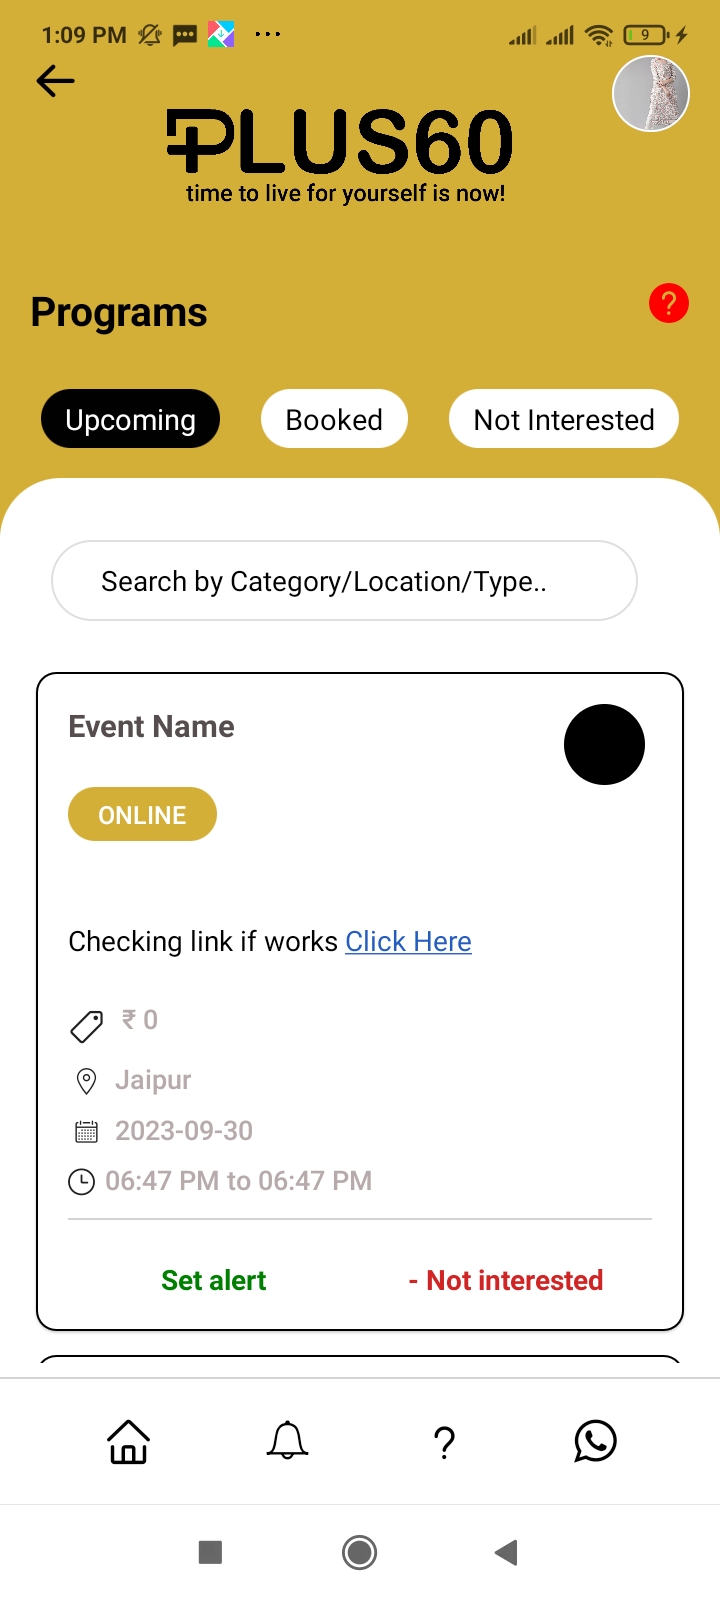 1:09 PM
9
PLUS60
time to live for yourself is now!
Programs
?
Upcoming
Booked
Not Interested
Search by Category/Location/Type..
Event Name
ONLINE
Checking link if works Click Here
₹ 0
Jaipur
2023-09-30
06:47 PM to 06:47 PM
Set alert
- Not interested
?